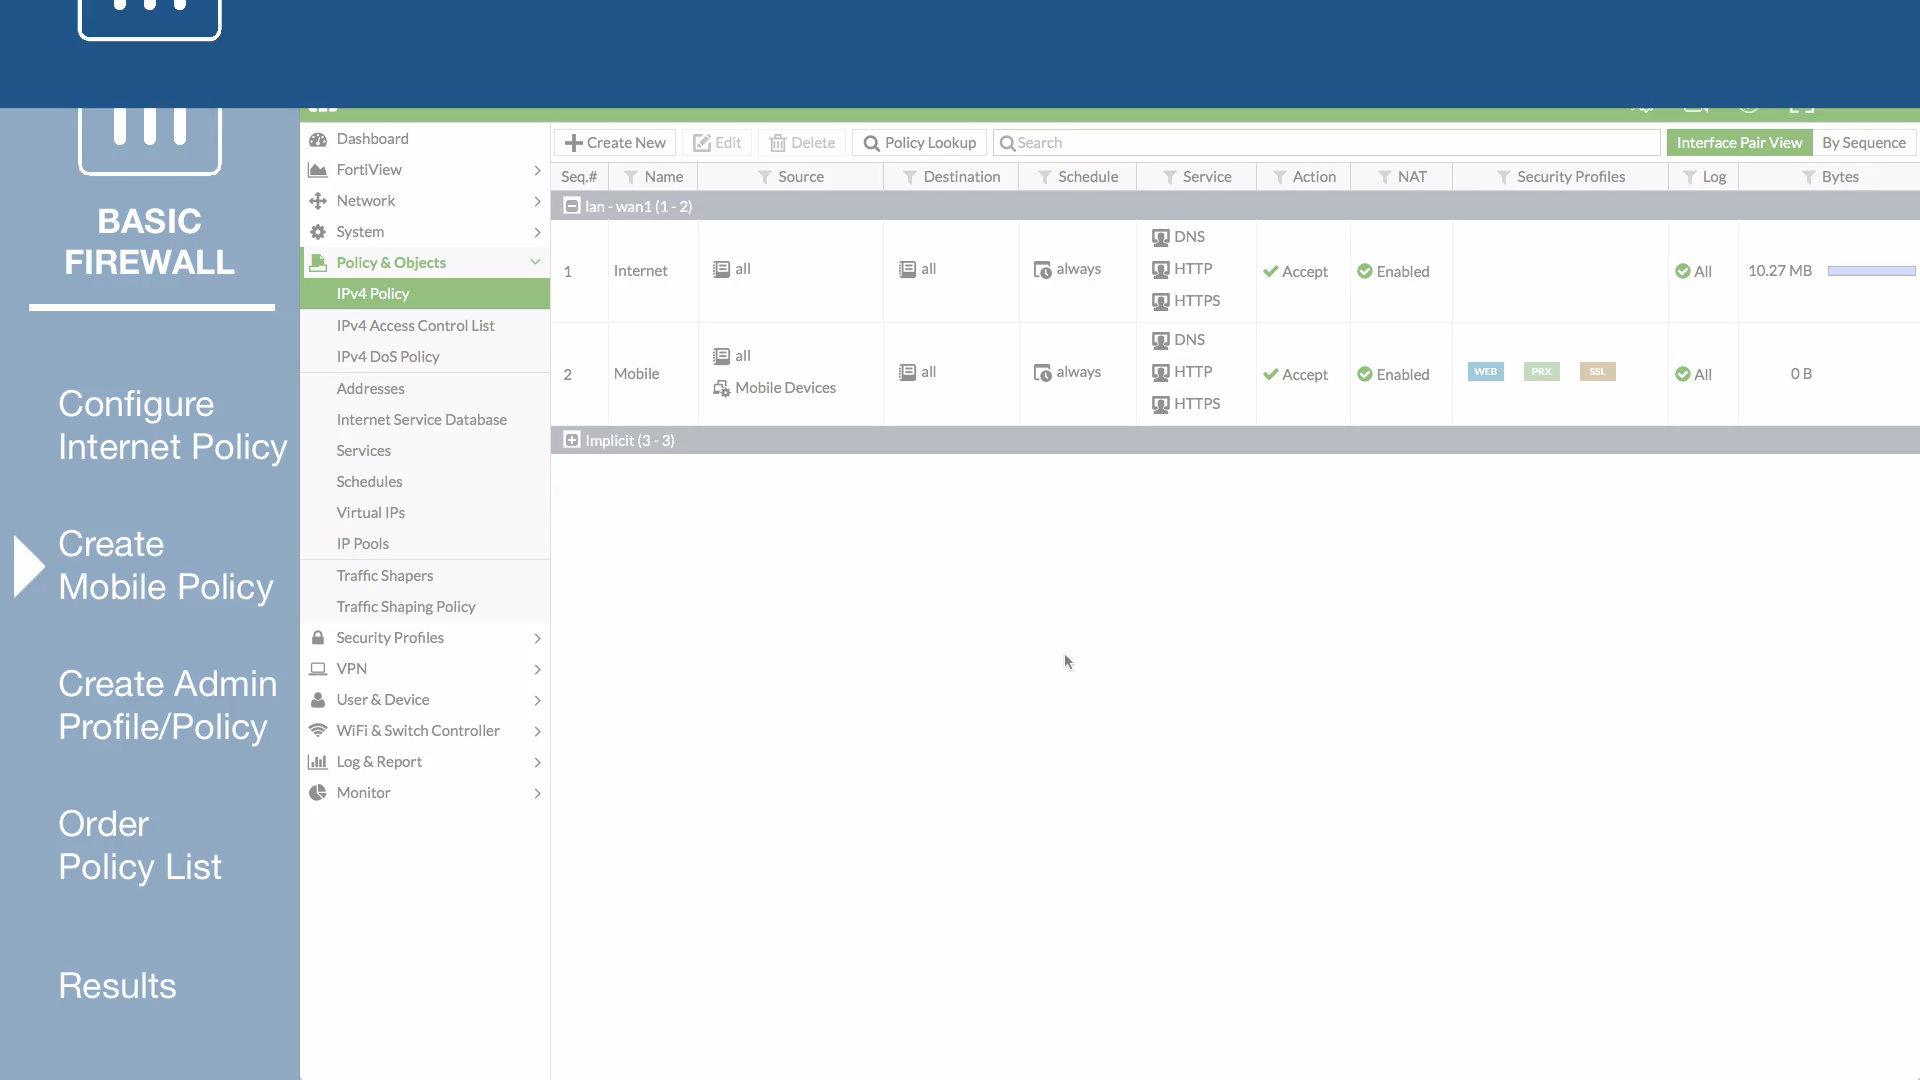 BASIC
FIREWALL
Configure
Internet Policy
Create
Mobile Policy
Create Admin
Profile/Policy
Order
Policy List
Results
Dashboard
FortiView
Network
System
Policy & Objects
IPv4 Policy
IPv4 Access Control List
IPv4 DoS Policy
Addresses
Internet Service Database
Services
Schedules
Virtual IPs
IP Pools
Traffic Shapers
Traffic Shaping Policy
Security Profiles
VPN
User & Device
WiFi & Switch Controller
Log & Report
Monitor
Create New Edit Delete Policy Lookup Search Interface Pair View By Sequence
Seq.# Name Source Destination Schedule Service Action NAT Security Profiles Log Bytes
lan - wan1 (1 - 2)
1 Internet all all always DNS HTTP HTTPS Accept Enabled All 10.27 MB
2 Mobile all Mobile Devices all always DNS HTTP HTTPS Accept Enabled WEB PRX SSL All 0 B
Implicit (3 - 3)